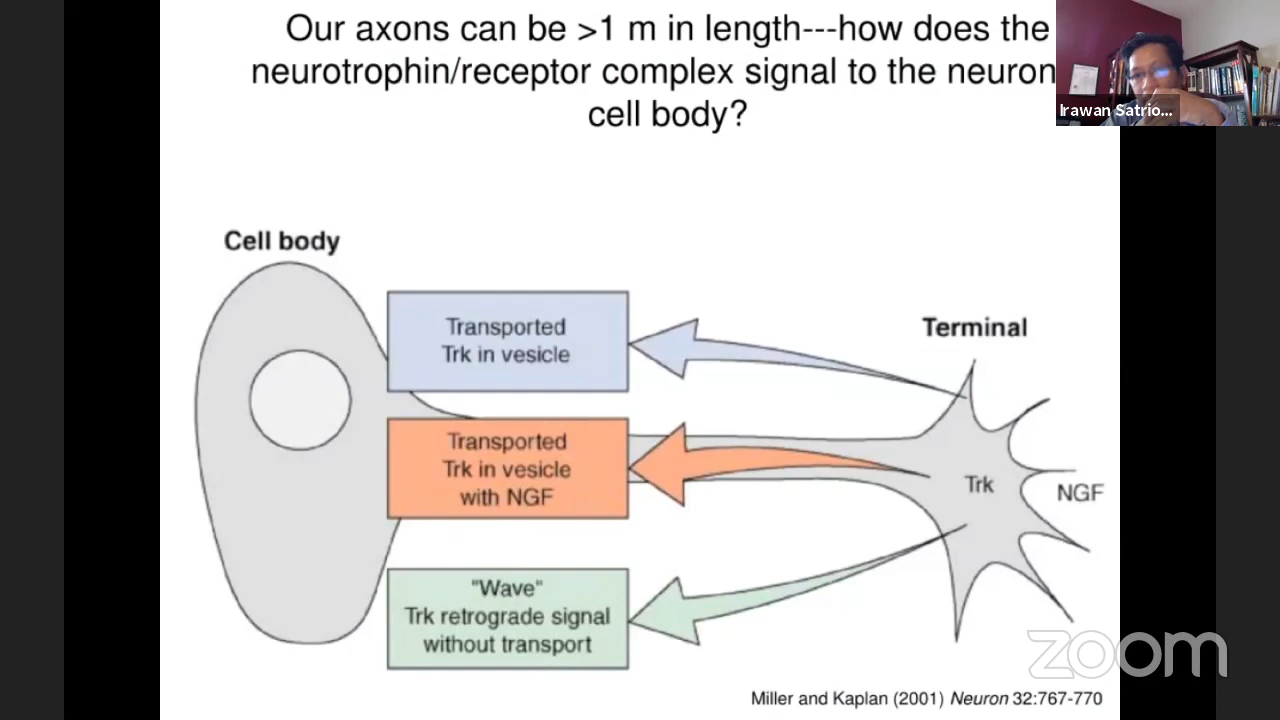 Our axons can be >1 m in length---how does the
neurotrophin/receptor complex signal to the neuron
cell body?
Irawan Satrio...
Cell body
Transported
Trk in vesicle
Terminal
Transported
Trk in vesicle
with NGF
Trk
NGF
"Wave"
Trk retrograde signal
without transport
zoom
Miller and Kaplan (2001) Neuron 32:767-770